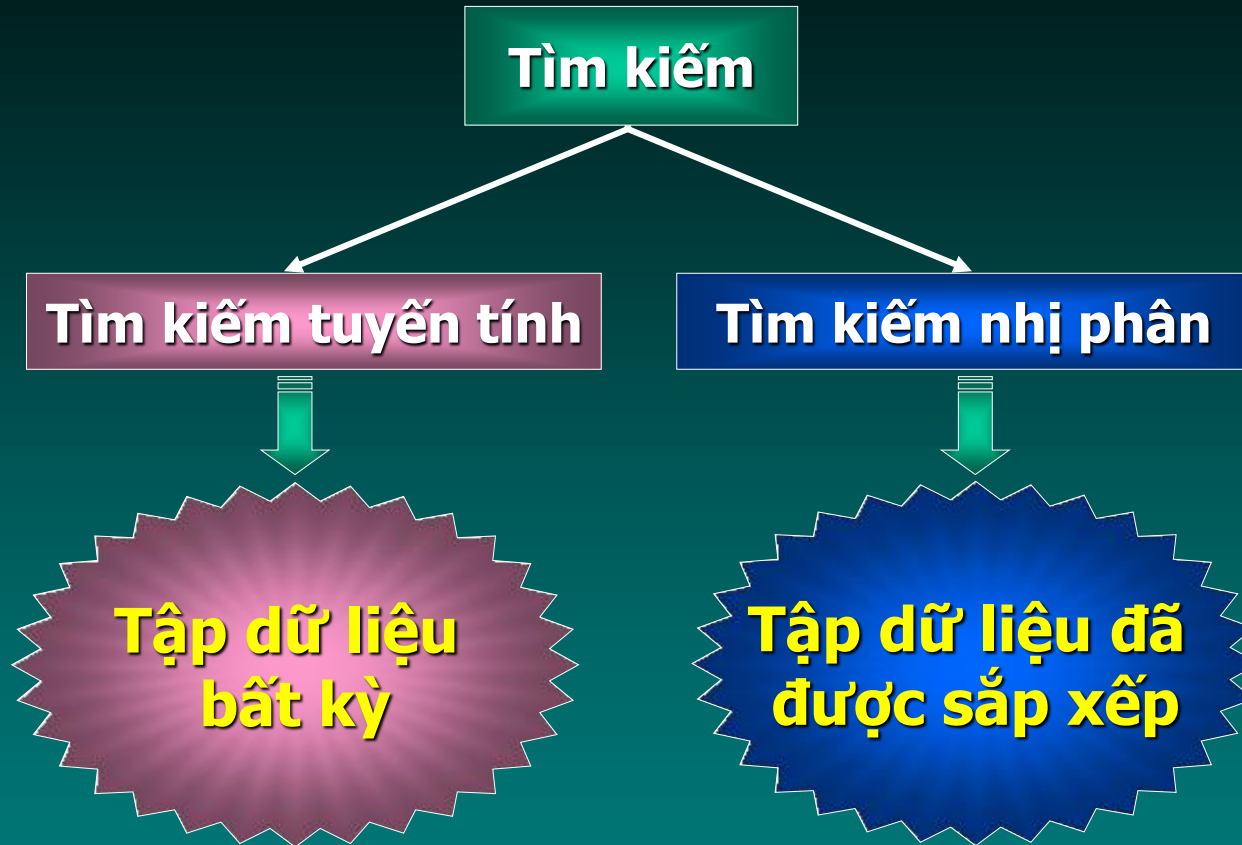 Tìm kiếm
Tìm kiếm tuyến tính
Tìm kiếm nhị phân
Tập dữ liệu
bất kỳ
Tập dữ liệu đã
được sắp xếp